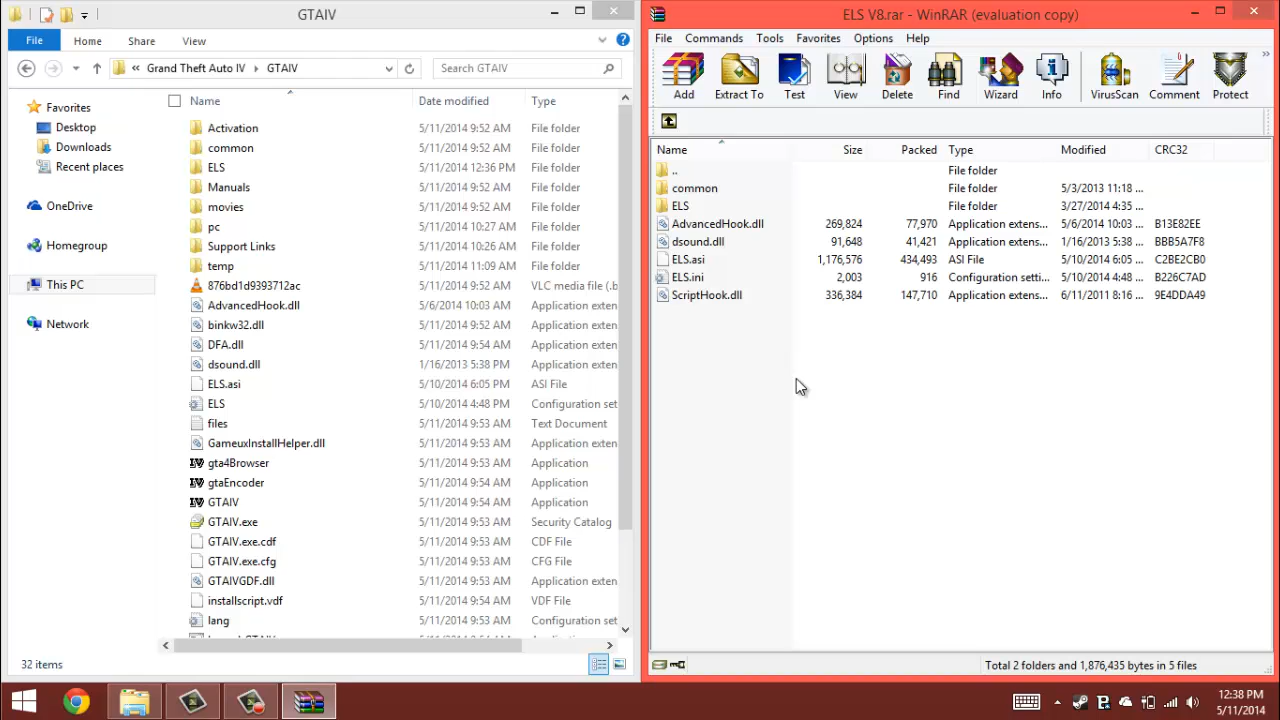 GTAIV
File Home Share View
Grand Theft Auto IV GTAIV
Search GTAIV
Favorites
Desktop
Downloads
Recent places
OneDrive
Homegroup
This PC
Network
Name Date modified Type
Activation 5/11/2014 9:52 AM File folder
common 5/11/2014 9:52 AM File folder
ELS 5/11/2014 12:36 PM File folder
Manuals 5/11/2014 9:52 AM File folder
movies 5/11/2014 9:52 AM File folder
pc 5/11/2014 10:27 AM File folder
Support Links 5/11/2014 10:26 AM File folder
temp 5/11/2014 11:09 AM File folder
876bd1d9393712ac 5/11/2014 9:52 AM VLC media file (.b
AdvancedHook.dll 5/6/2014 10:03 AM Application exten
binkw32.dll 5/11/2014 9:52 AM Application exten
DFA.dll 5/11/2014 9:54 AM Application exten
dsound.dll 1/16/2013 5:38 PM Application exten
ELS.asi 5/10/2014 6:05 PM ASI File
ELS 5/10/2014 4:48 PM Configuration set
files 5/11/2014 9:53 AM Text Document
GameuxInstallHelper.dll 5/11/2014 9:53 AM Application exten
gta4Browser 5/11/2014 9:53 AM Application
gtaEncoder 5/11/2014 9:54 AM Application
GTAIV 5/11/2014 9:54 AM Application
GTAIV.exe 5/11/2014 9:53 AM Security Catalog
GTAIV.exe.cdf 5/11/2014 9:53 AM CDF File
GTAIV.exe.cfg 5/11/2014 9:53 AM CFG File
GTAIVGDF.dll 5/11/2014 9:53 AM Application exten
installscript.vdf 5/11/2014 9:54 AM VDF File
lang 5/11/2014 9:53 AM Configuration set
32 items
ELS V8.rar - WinRAR (evaluation copy)
File Commands Tools Favorites Options Help
Add Extract To Test View Delete Find Wizard Info VirusScan Comment Protect
Name Size Packed Type Modified CRC32
.. File folder
common File folder 5/3/2013 11:18 ...
ELS File folder 3/27/2014 4:35 ...
AdvancedHook.dll 269,824 77,970 Application extens... 5/6/2014 10:03 ... B13E82EE
dsound.dll 91,648 41,421 Application extens... 1/16/2013 5:38 ... BBB5A7F8
ELS.asi 1,176,576 434,493 ASI File 5/10/2014 6:05 ... C2BE2CB0
ELS.ini 2,003 916 Configuration setti... 5/10/2014 4:48 ... B226C7AD
ScriptHook.dll 336,384 147,710 Application extens... 6/11/2011 8:16 ... 9E4DDA49
Total 2 folders and 1,876,435 bytes in 5 files
12:38 PM
5/11/2014